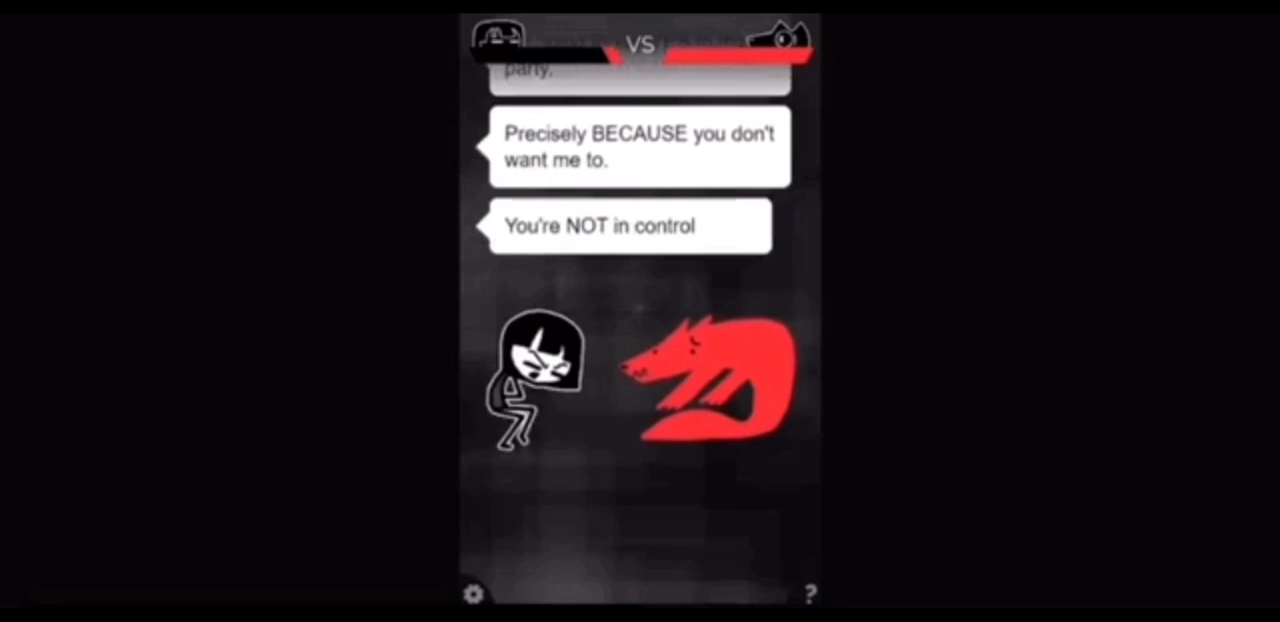 VS
party.
Precisely BECAUSE you don't
want me to.
You're NOT in control
?